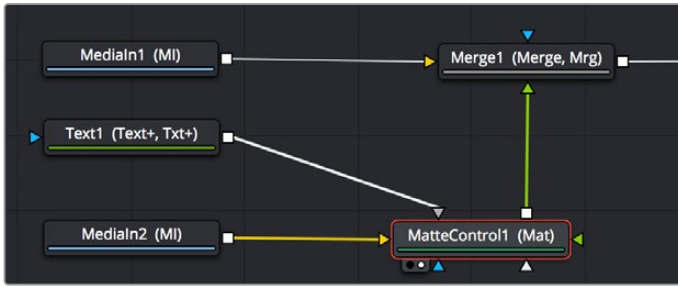 MediaIn1 (MI)
Merge1 (Merge, Mrg)
Text1 (Text+, Txt+)
MediaIn2 (MI)
MatteControl1 (Mat)